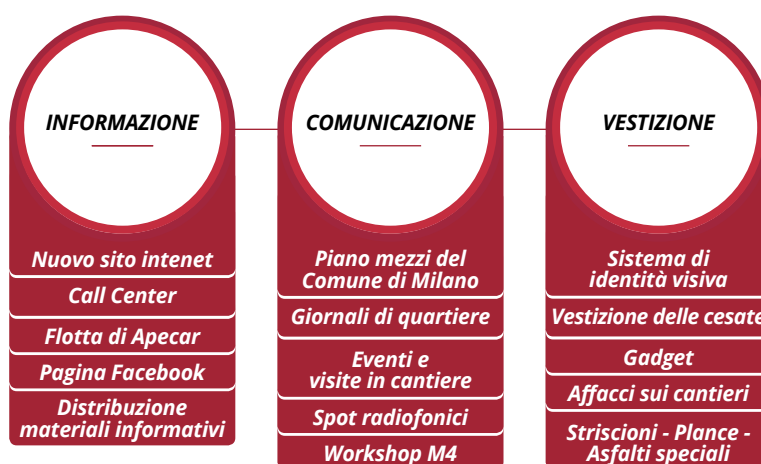 INFORMAZIONE
Nuovo sito intenet
Call Center
Flotta di Apecar
Pagina Facebook
Distribuzione
materiali informativi
COMUNICAZIONE
Piano mezzi del
Comune di Milano
Giornali di quartiere
Eventi e
visite in cantiere
Spot radiofonici
Workshop M4
VESTIZIONE
Sistema di
identità visiva
Vestizione delle cesate
Gadget
Affacci sui cantieri
Striscioni - Plance -
Asfalti speciali